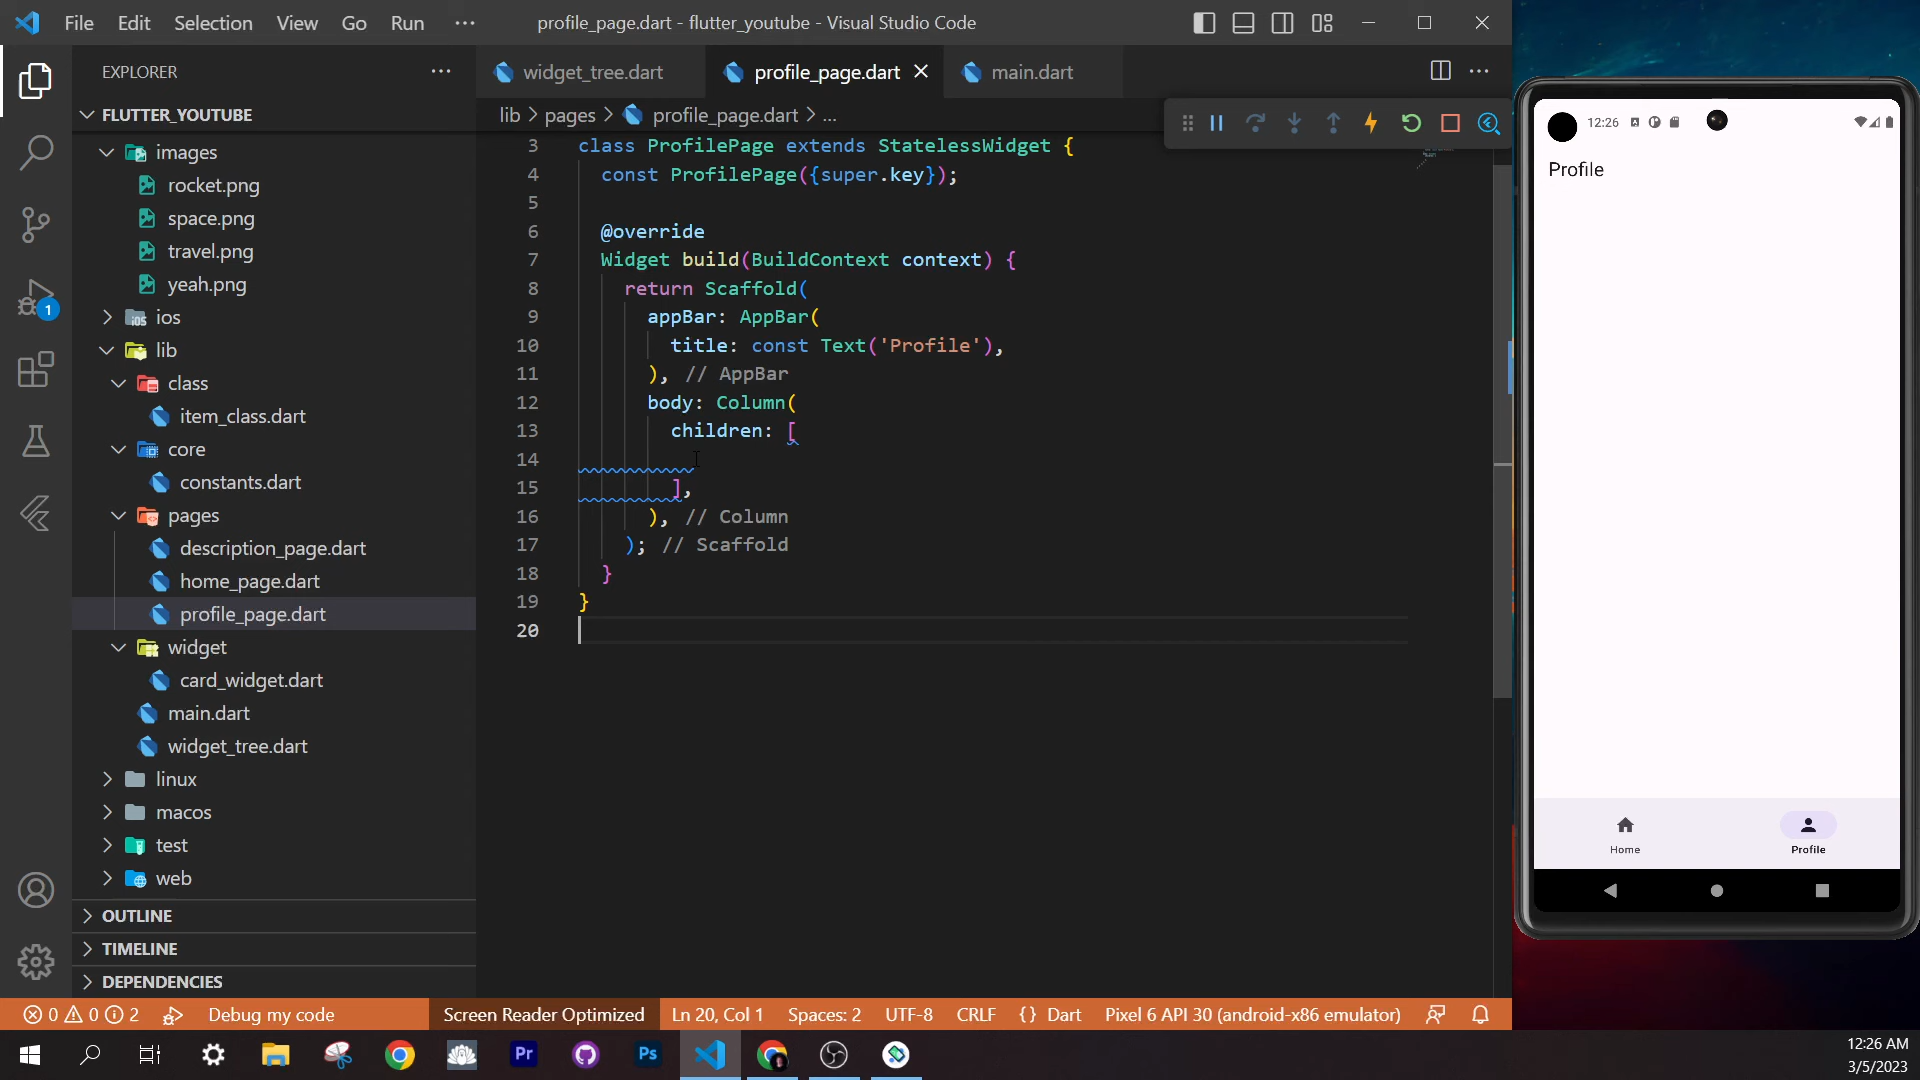 File Edit Selection View Go Run ··· profile_page.dart - flutter_youtube - Visual Studio Code
EXPLORER
FLUTTER_YOUTUBE
images
rocket.png
space.png
travel.png
yeah.png
ios
lib
class
item_class.dart
core
constants.dart
pages
description_page.dart
home_page.dart
profile_page.dart
widget
card_widget.dart
main.dart
widget_tree.dart
linux
macos
test
web
OUTLINE
TIMELINE
DEPENDENCIES
1
widget_tree.dart profile_page.dart main.dart
lib > pages > profile_page.dart > ...
3 class ProfilePage extends StatelessWidget {
4 const ProfilePage({super.key});
5
6 @override
7 Widget build(BuildContext context) {
8 return Scaffold(
9 appBar: AppBar(
10 title: const Text('Profile'),
11 ), // AppBar
12 body: Column(
13 children: [
14
15 ],
16 ), // Column
17 ); // Scaffold
18 }
19 }
20
12:26
Profile
Home Profile
0 0 2 Debug my code Screen Reader Optimized Ln 20, Col 1 Spaces: 2 UTF-8 CRLF {} Dart Pixel 6 API 30 (android-x86 emulator)
Pr Ps
12:26 AM
3/5/2023